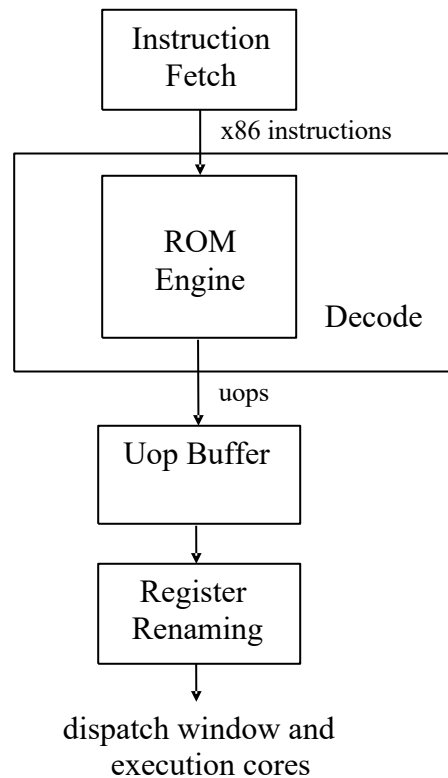 Instruction
Fetch
x86 instructions
ROM
Engine
Decode
uops
Uop Buffer
Register
Renaming
dispatch window and
execution cores